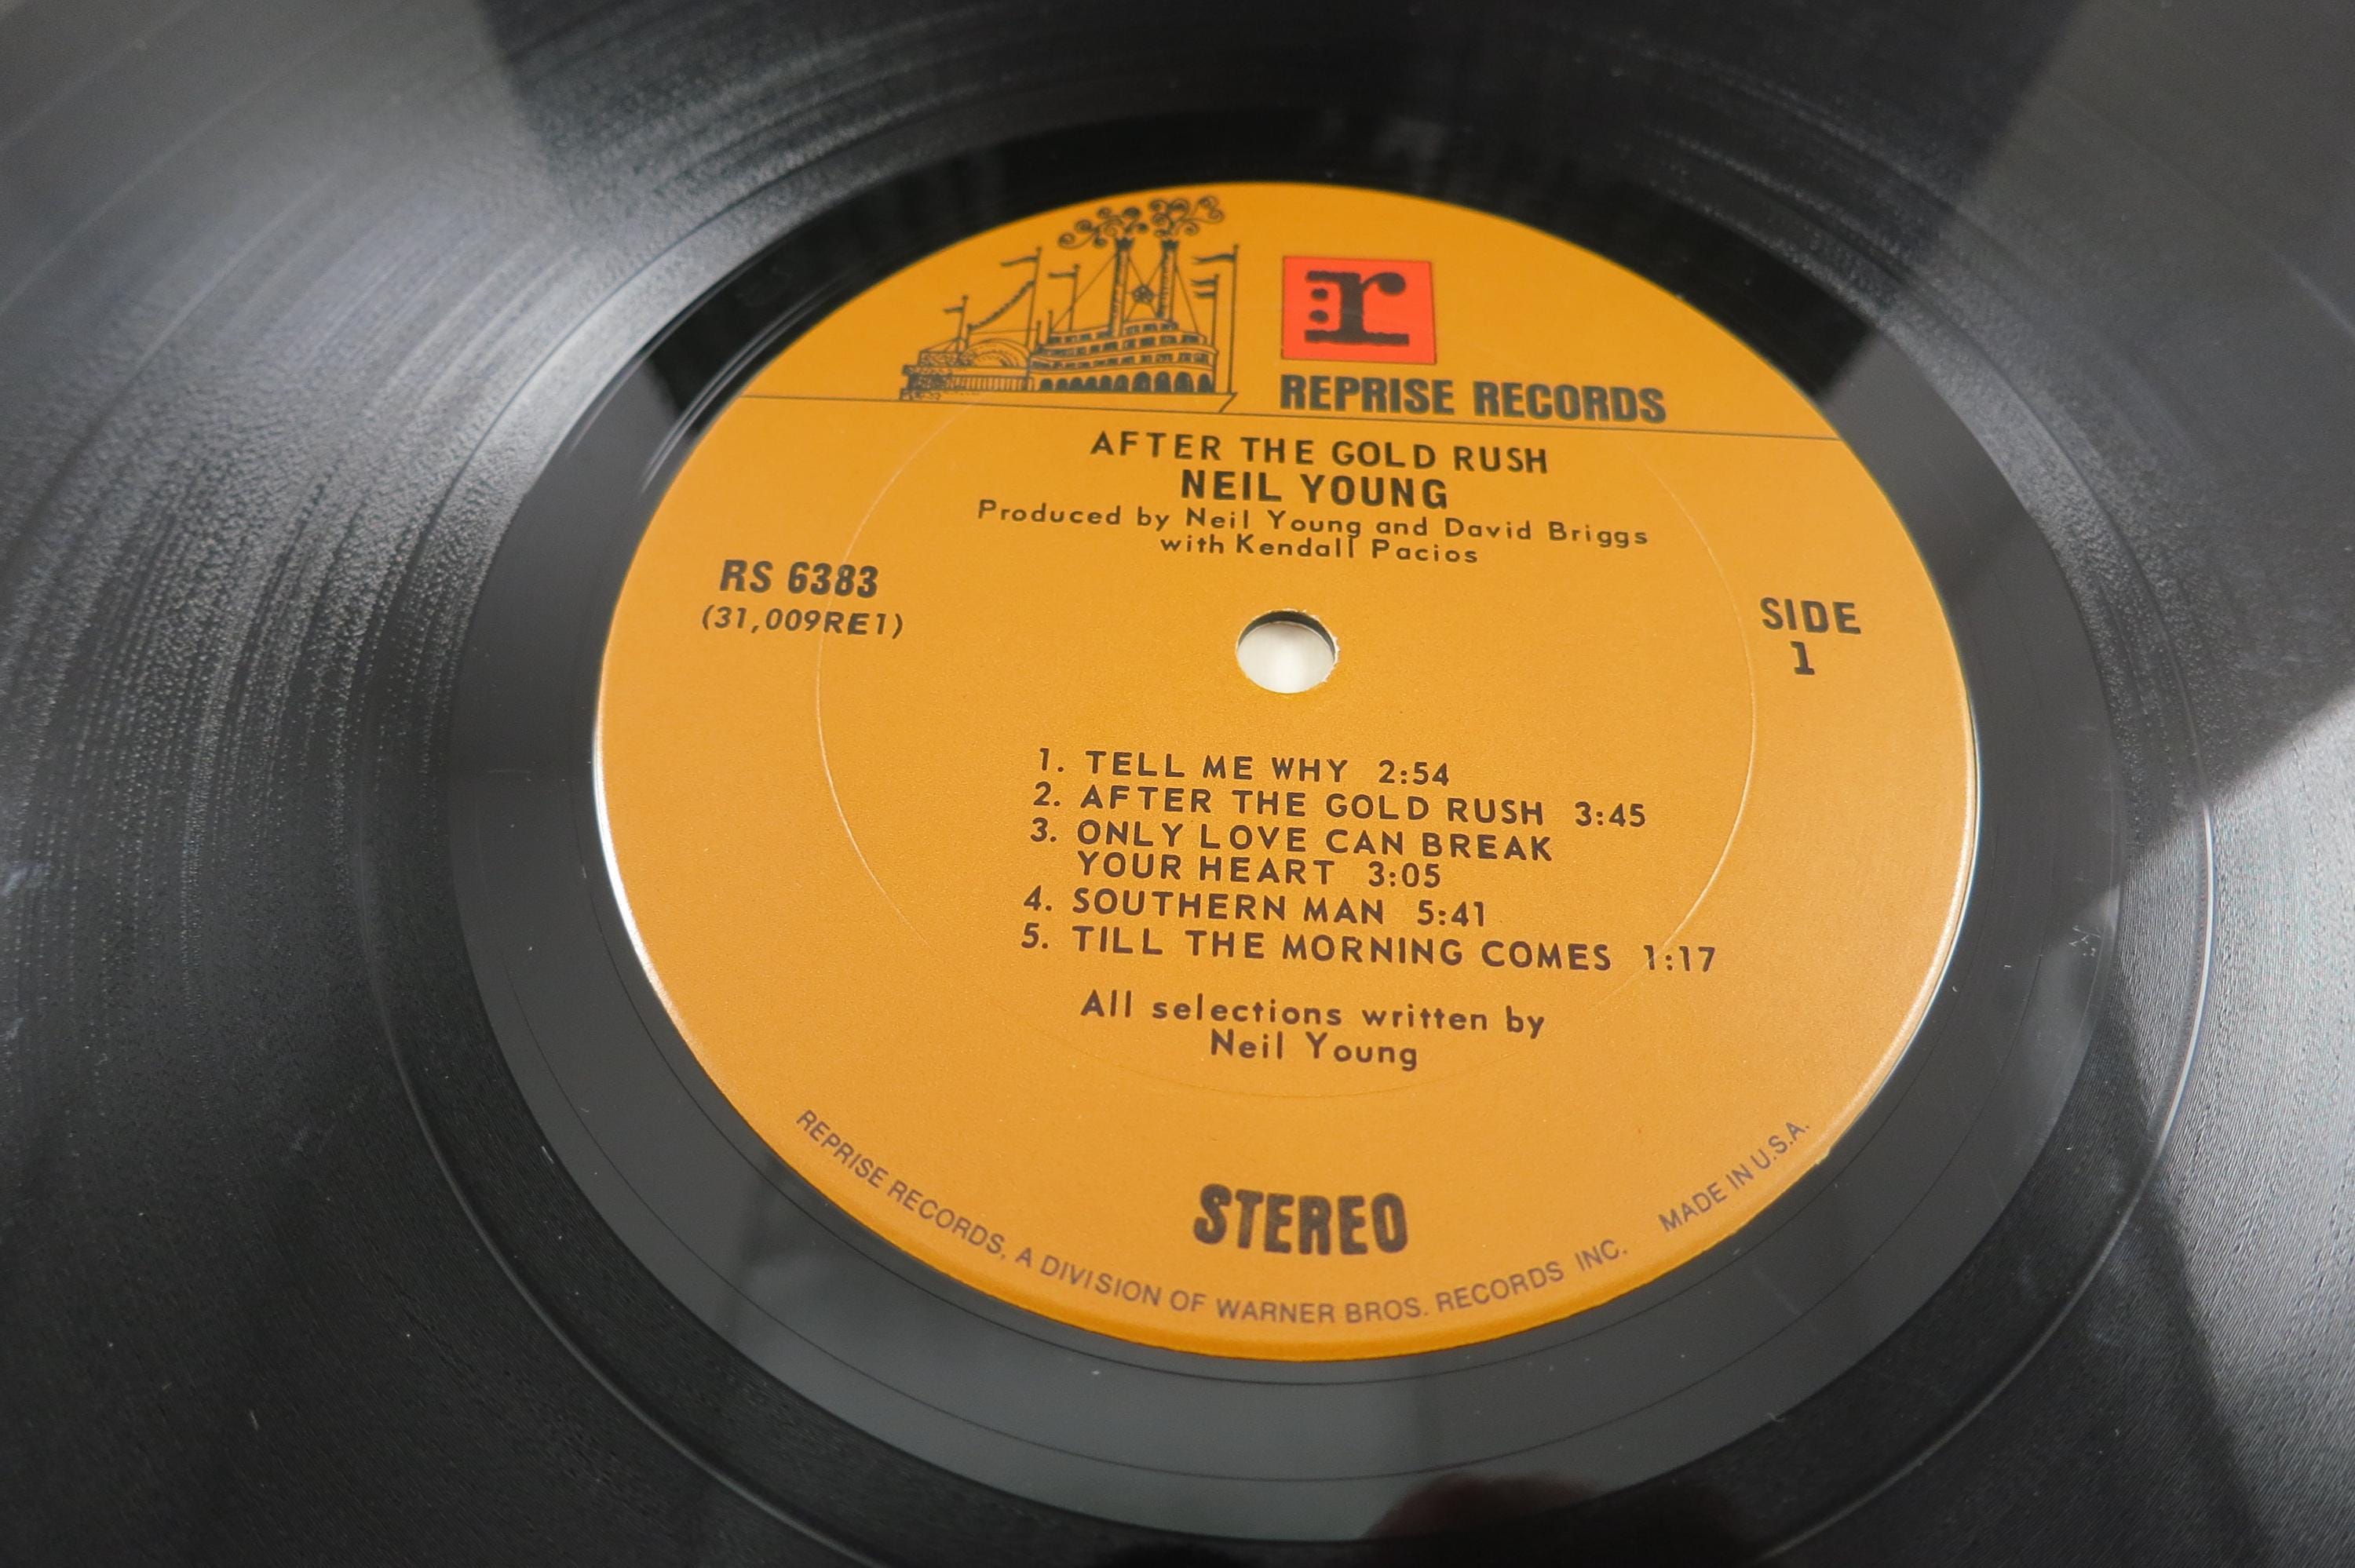 r
REPRISE RECORDS
AFTER THE GOLD RUSH
NEIL YOUNG
Produced by Neil Young and David Briggs
with Kendall Pacios
RS 6383
(31,009RE1)
SIDE
1
1. TELL ME WHY 2:54
2. AFTER THE GOLD RUSH 3:45
3. ONLY LOVE CAN BREAK
YOUR HEART 3:05
4. SOUTHERN MAN 5:41
5. TILL THE MORNING COMES 1:17
All selections written by
Neil Young
STEREO
REPRISE RECORDS, A DIVISION OF WARNER BROS. RECORDS INC. MADE IN U.S.A.